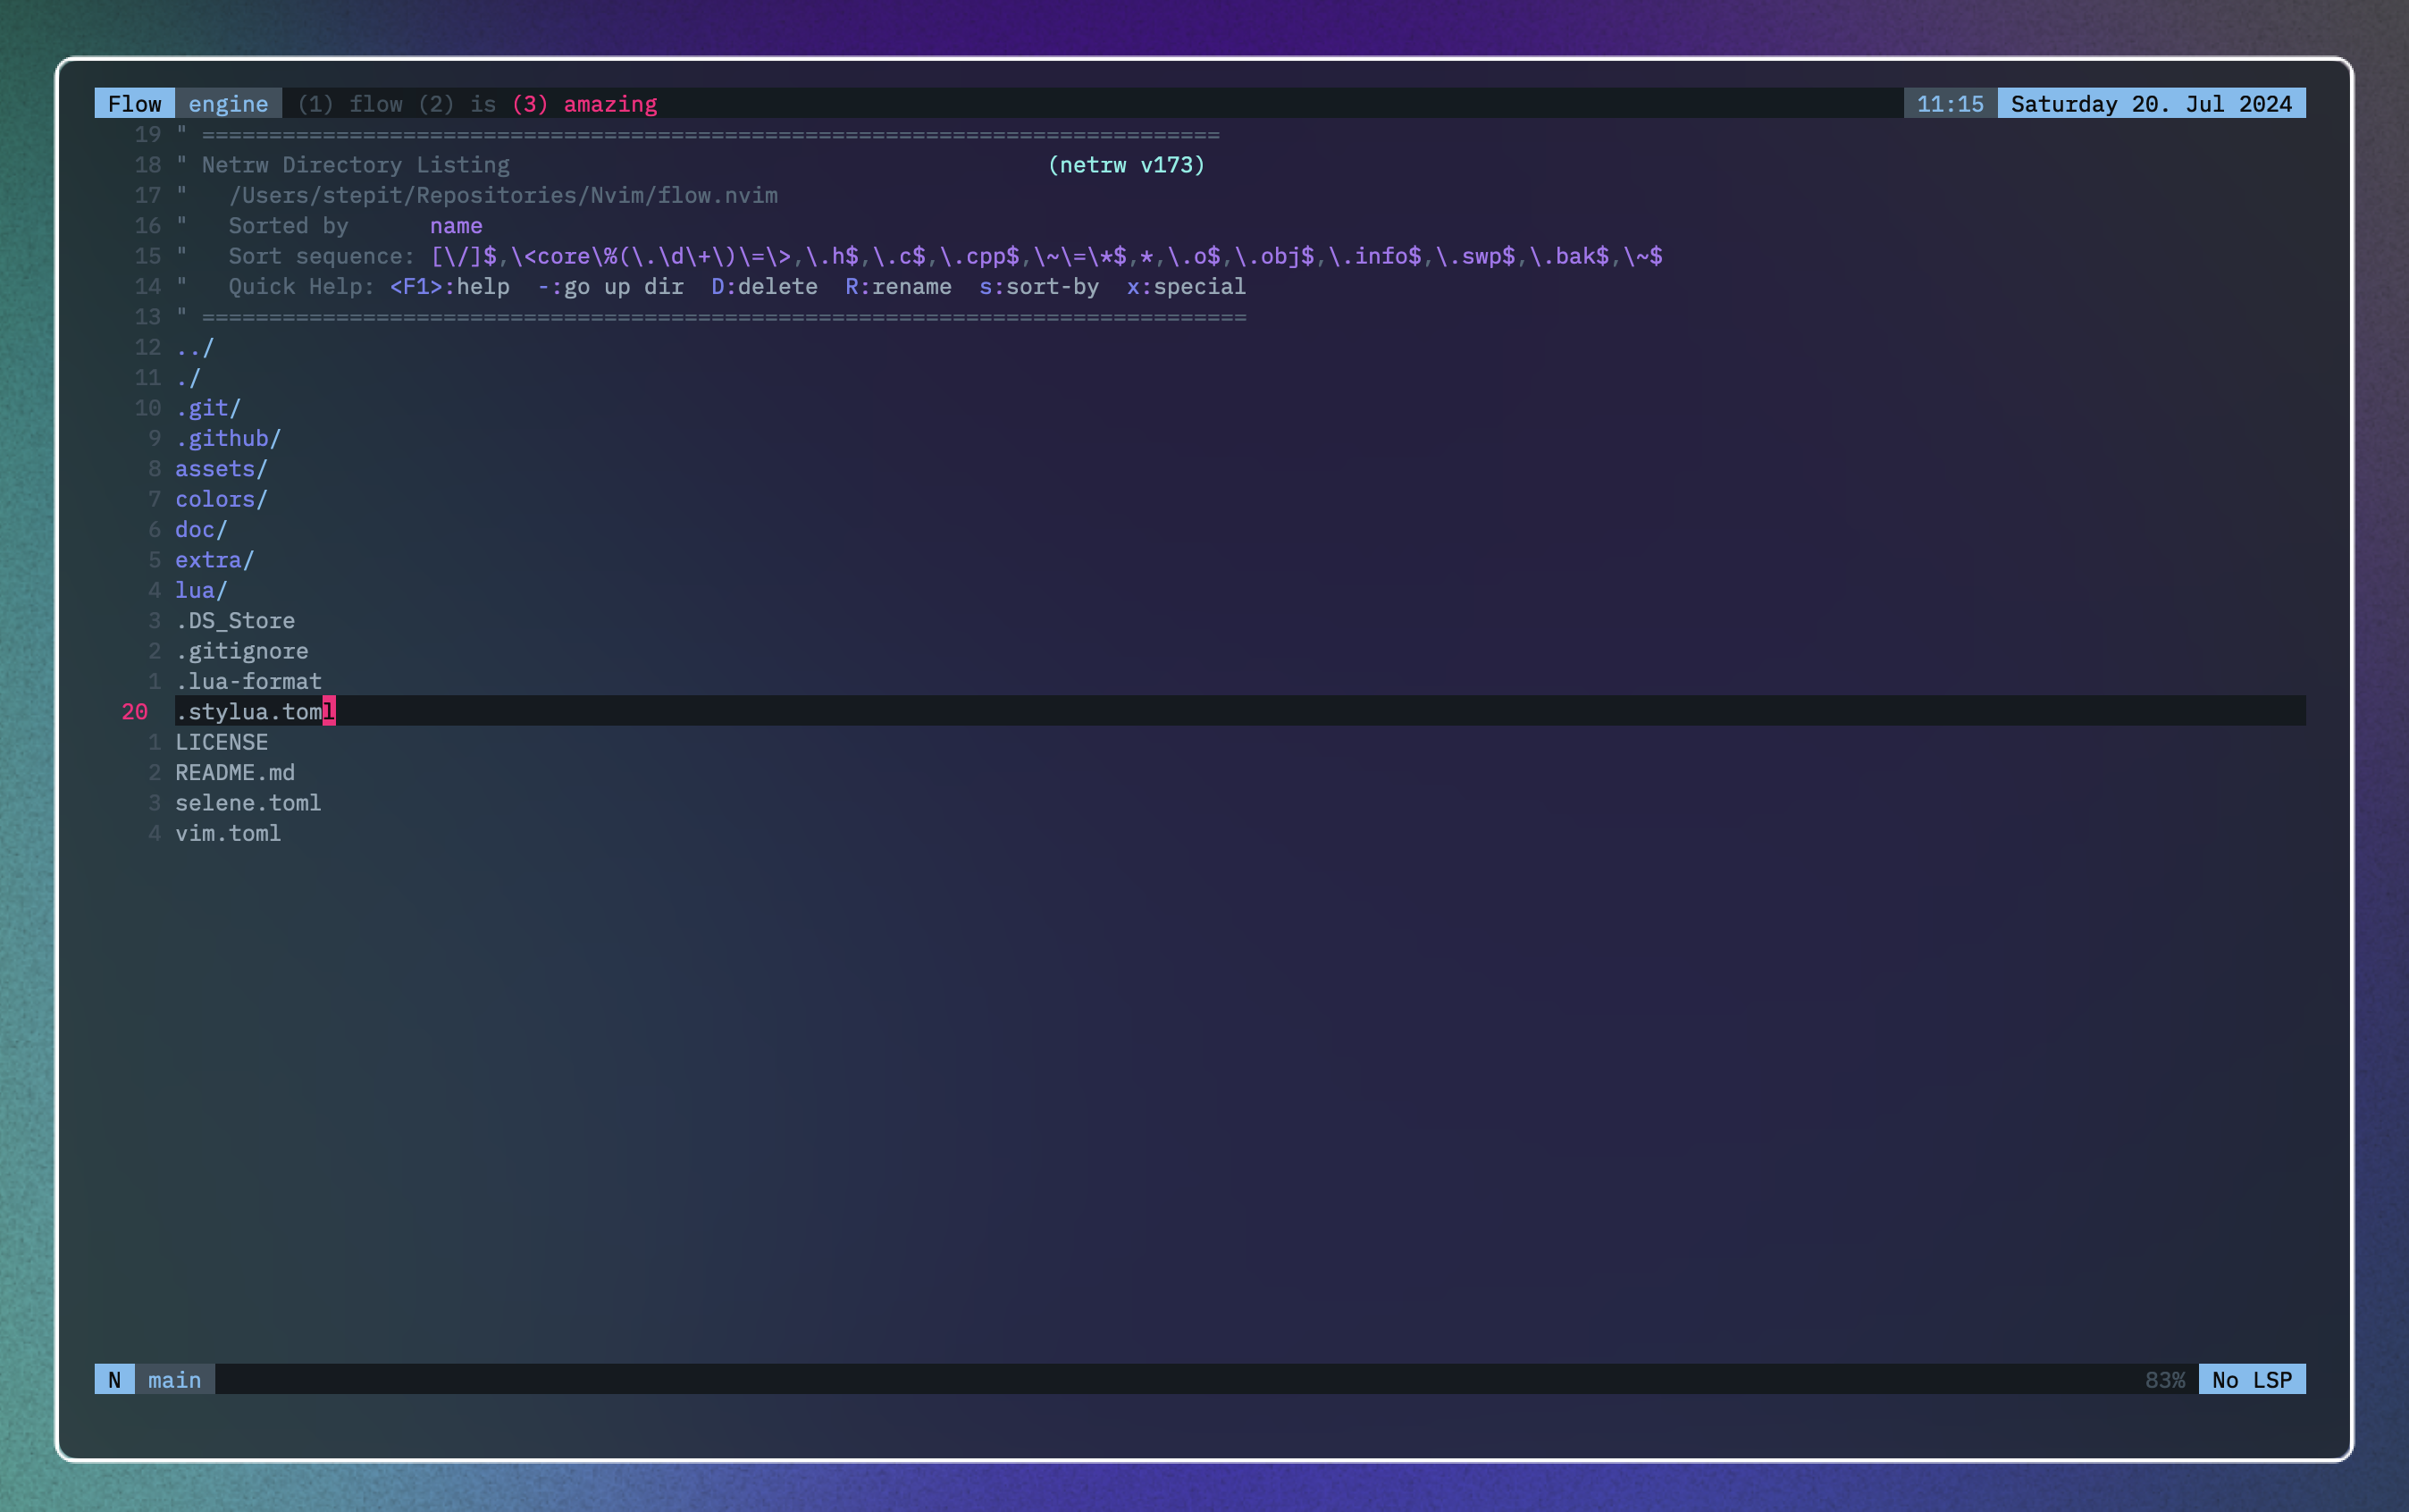 Flow engine (1) flow (2) is (3) amazing 11:15 Saturday 20. Jul 2024
19 " ============================================================================
18 " Netrw Directory Listing                                        (netrw v173)
17 "   /Users/stepit/Repositories/Nvim/flow.nvim
16 "   Sorted by      name
15 "   Sort sequence: [\/]$,\<core\%(\.\d\+\)\=\>,\.h$,\.c$,\.cpp$,\~\=\*$,*,\.o$,\.obj$,\.info$,\.swp$,\.bak$,\~$
14 "   Quick Help: <F1>:help  -:go up dir  D:delete  R:rename  s:sort-by  x:special
13 " ==============================================================================
12 ../
11 ./
10 .git/
9 .github/
8 assets/
7 colors/
6 doc/
5 extra/
4 lua/
3 .DS_Store
2 .gitignore
1 .lua-format
20 .stylua.toml
1 LICENSE
2 README.md
3 selene.toml
4 vim.toml
N main 83% No LSP